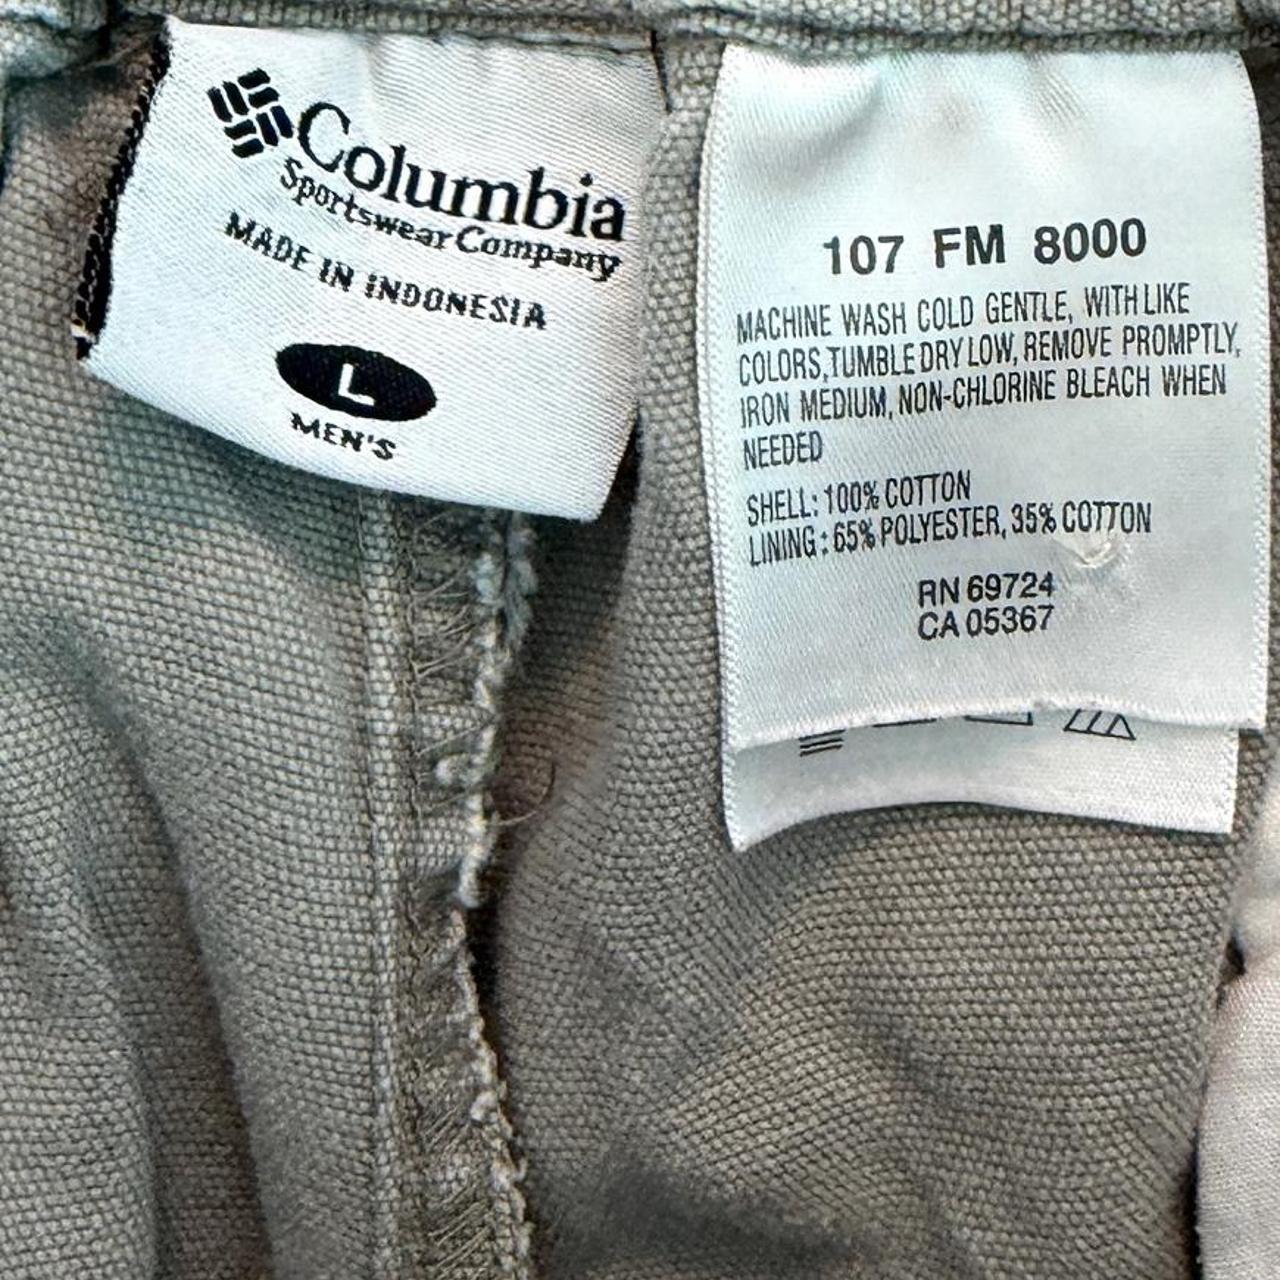 Columbia
Sportswear Company
MADE IN INDONESIA
L
MEN'S
107 FM 8000
MACHINE WASH COLD GENTLE, WITH LIKE
COLORS, TUMBLE DRY LOW, REMOVE PROMPTLY,
IRON MEDIUM, NON-CHLORINE BLEACH WHEN
NEEDED
SHELL: 100% COTTON
LINING: 65% POLYESTER, 35% COTTON
RN 69724
CA 05367